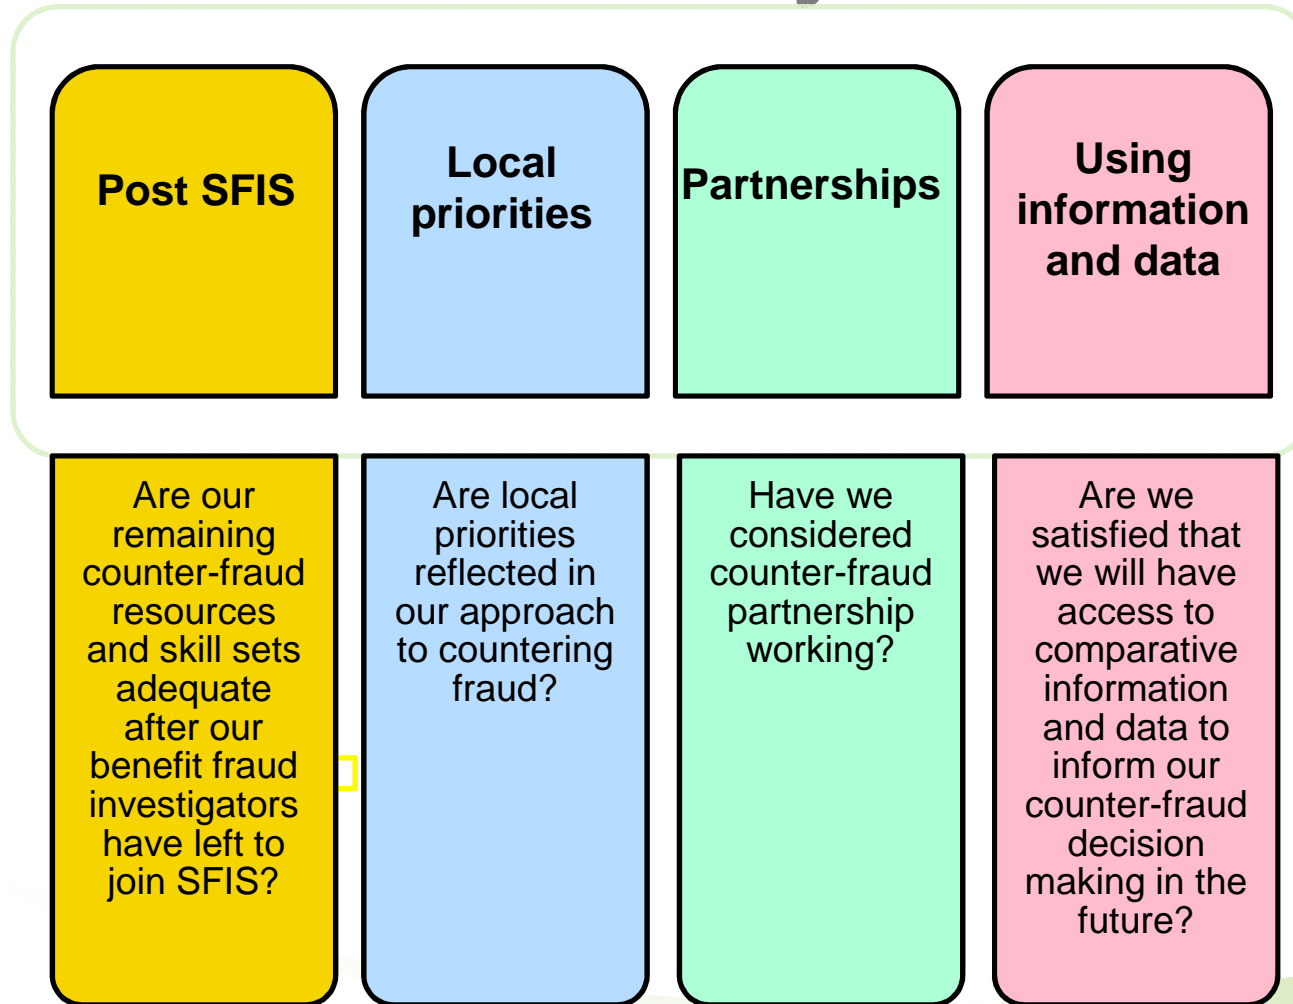 Post SFIS
Local
priorities
Partnerships
Using
information
and data
Are our
remaining
counter-fraud
resources
and skill sets
adequate
after our
benefit fraud
investigators
have left to
join SFIS?
Are local
priorities
reflected in
our approach
to countering
fraud?
Have we
considered
counter-fraud
partnership
working?
Are we
satisfied that
we will have
access to
comparative
information
and data to
inform our
counter-fraud
decision
making in the
future?